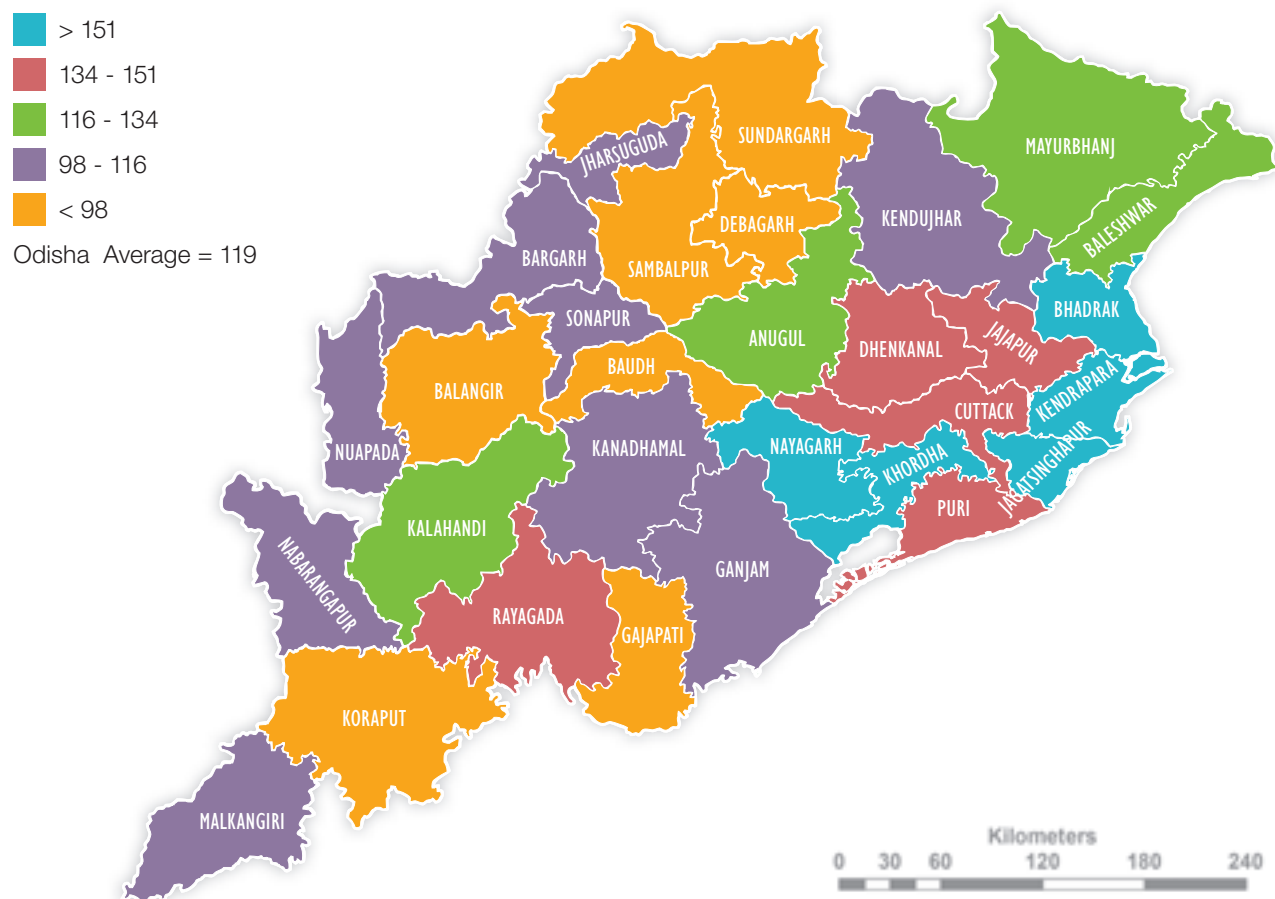 > 151
134 - 151
116 - 134
98 - 116
< 98
Odisha Average = 119
SUNDARGARH
JHARSUGUDA
MAYURBHANJ
KENDUJHAR
DEBAGARH
BALESHWAR
BARGARH
SAMBALPUR
SONAPUR
BHADRAK
ANUGUL
DHENKANAL
JAJAPUR
BAUDH
BALANGIR
KENDRAPARA
CUTTACK
NUAPADA
KANADHAMAL
NAYAGARH
KHORDHA
JAGATSINGHAPUR
PURI
KALAHANDI
NABARANGAPUR
GANJAM
RAYAGADA
GAJAPATI
KORAPUT
MALKANGIRI
Kilometers
0 30 60 120 180 240